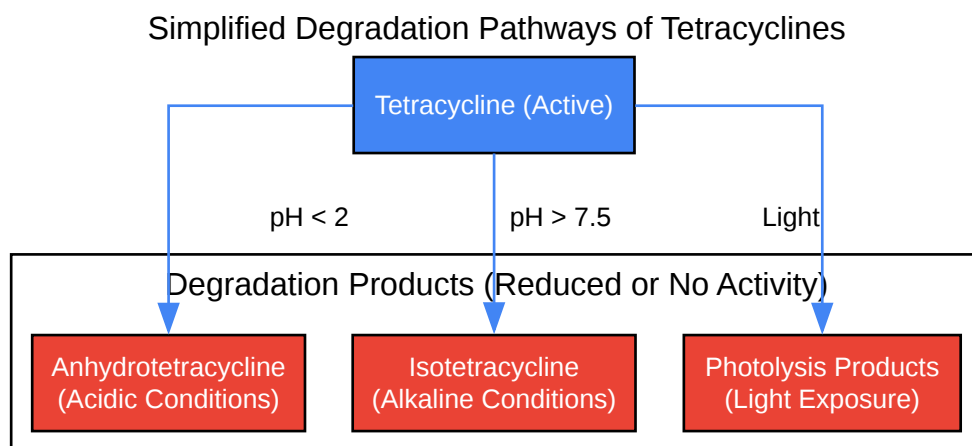 Simplified Degradation Pathways of Tetracyclines
Tetracycline (Active)
pH < 2
pH > 7.5
Light
Degradation Products (Reduced or No Activity)
Anhydrotetracycline
(Acidic Conditions)
Isotetracycline
(Alkaline Conditions)
Photolysis Products
(Light Exposure)